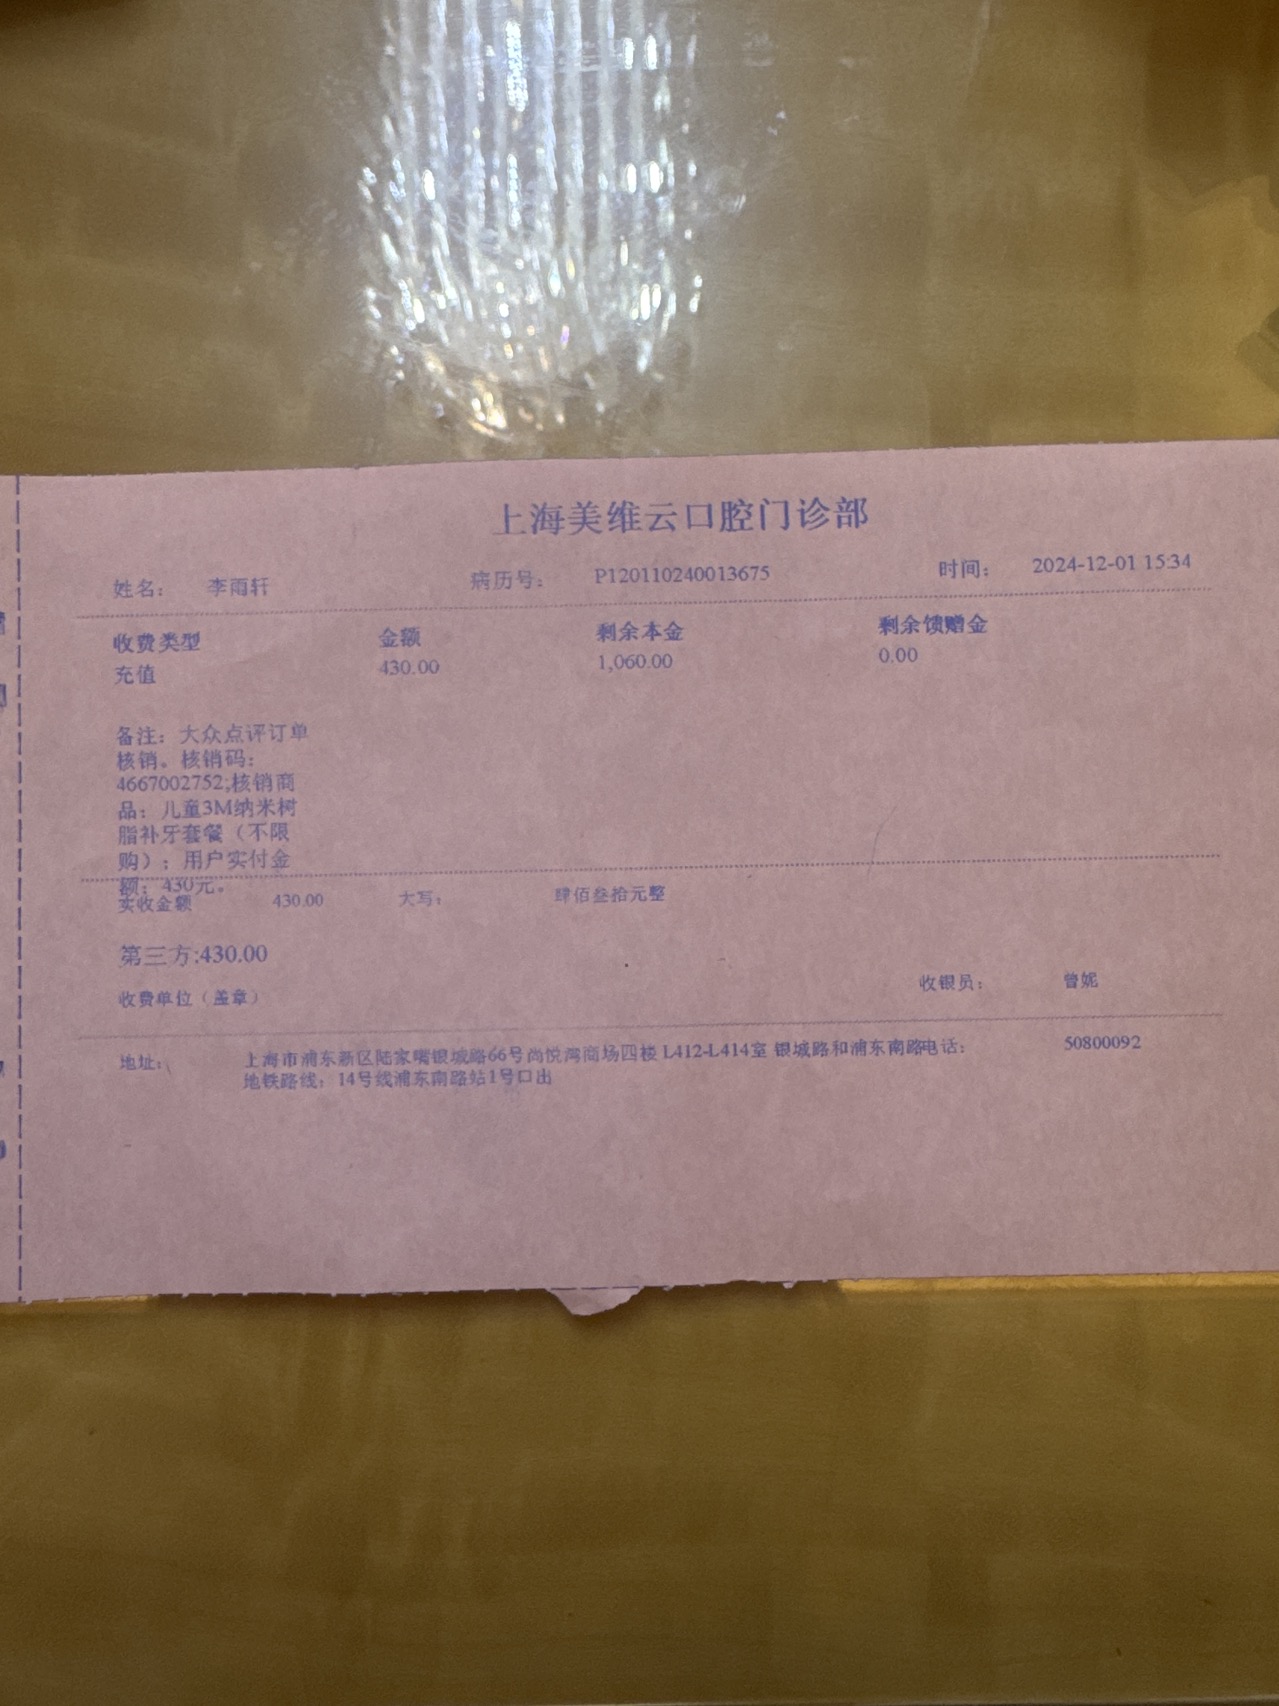 上海美维云口腔门诊部
姓名： 李雨轩 病历号： P120110240013675 时间： 2024-12-01 15:34
收费类型 金额 剩余本金 剩余馈赠金
充值 430.00 1,060.00 0.00
备注：大众点评订单
核销。核销码：
4667002752;核销商
品：儿童3M纳米树
脂补牙套餐（不限
购）；用户实付金
额：430元。
实收金额 430.00 大写： 肆佰叁拾元整
第三方:430.00
收费单位（盖章） 收银员： 曾妮
地址： 上海市浦东新区陆家嘴银城路66号尚悦湾商场四楼 L412-L414室 银城路和浦东南路电话： 50800092
地铁路线：14号线浦东南路站1号口出